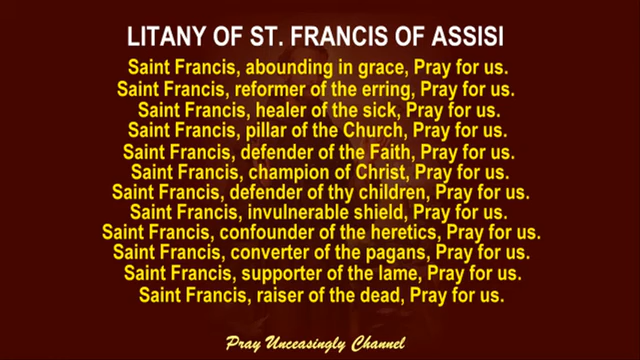 LITANY OF ST. FRANCIS OF ASSISI
Saint Francis, abounding in grace, Pray for us.
Saint Francis, reformer of the erring, Pray for us.
Saint Francis, healer of the sick, Pray for us.
Saint Francis, pillar of the Church, Pray for us.
Saint Francis, defender of the Faith, Pray for us.
Saint Francis, champion of Christ, Pray for us.
Saint Francis, defender of thy children, Pray for us.
Saint Francis, invulnerable shield, Pray for us.
Saint Francis, confounder of the heretics, Pray for us.
Saint Francis, converter of the pagans, Pray for us.
Saint Francis, supporter of the lame, Pray for us.
Saint Francis, raiser of the dead, Pray for us.
Pray Unceasingly Channel